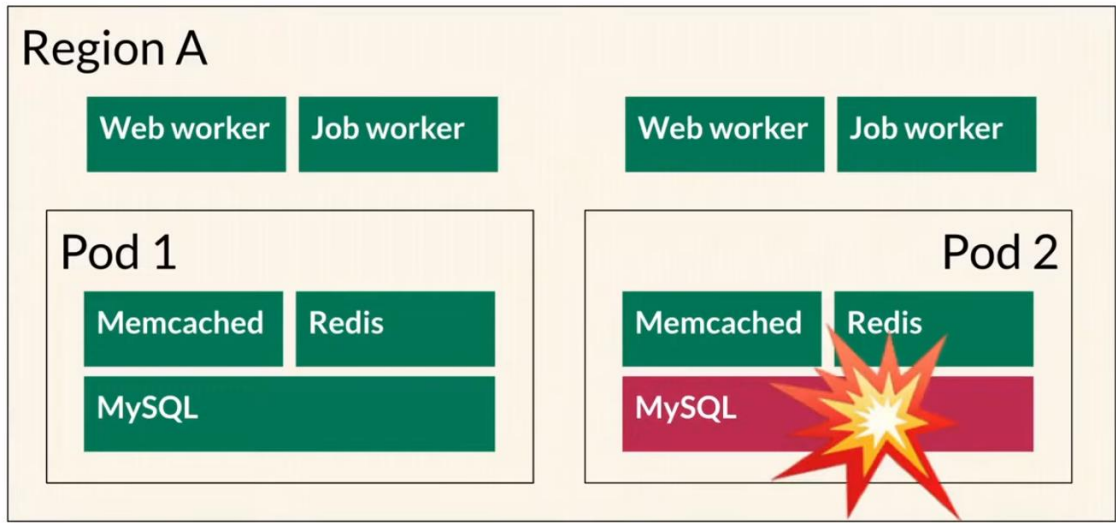 Region A
Web worker
Job worker
Web worker
Job worker
Pod 1
Memcached
Redis
MySQL
Pod 2
Memcached
Redis
MySQL